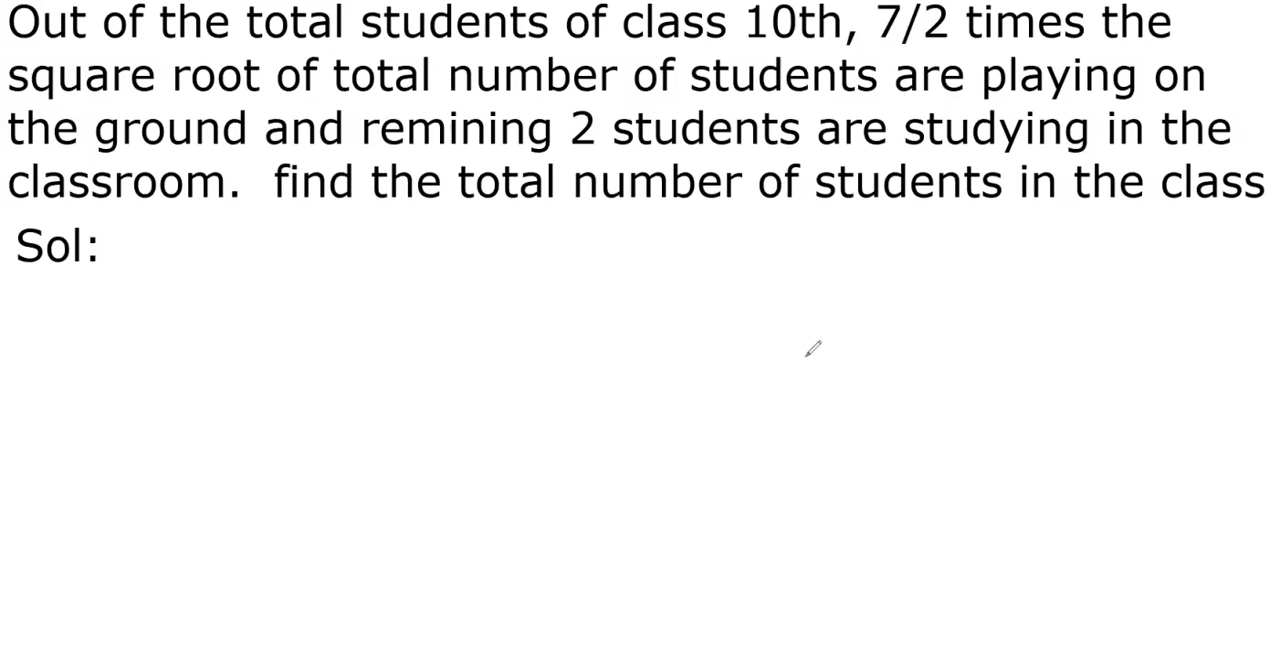 Out of the total students of class 10th, 7/2 times the
square root of total number of students are playing on
the ground and remining 2 students are studying in the
classroom.  find the total number of students in the class
Sol: